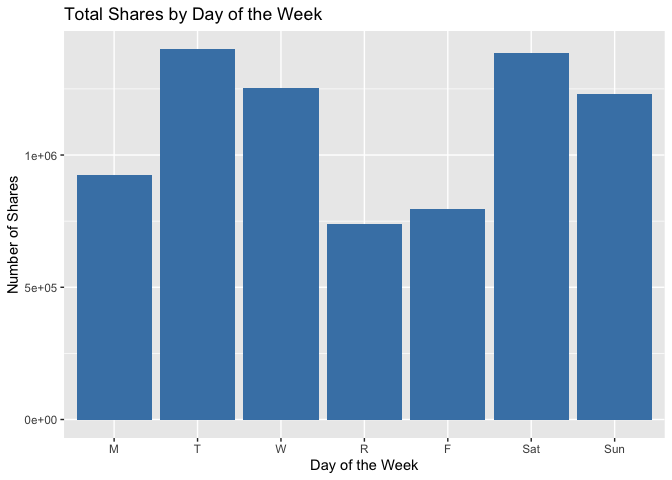 Total Shares by Day of the Week
Number of Shares
1e+06
5e+05
0e+00
M T W R F Sat Sun
Day of the Week